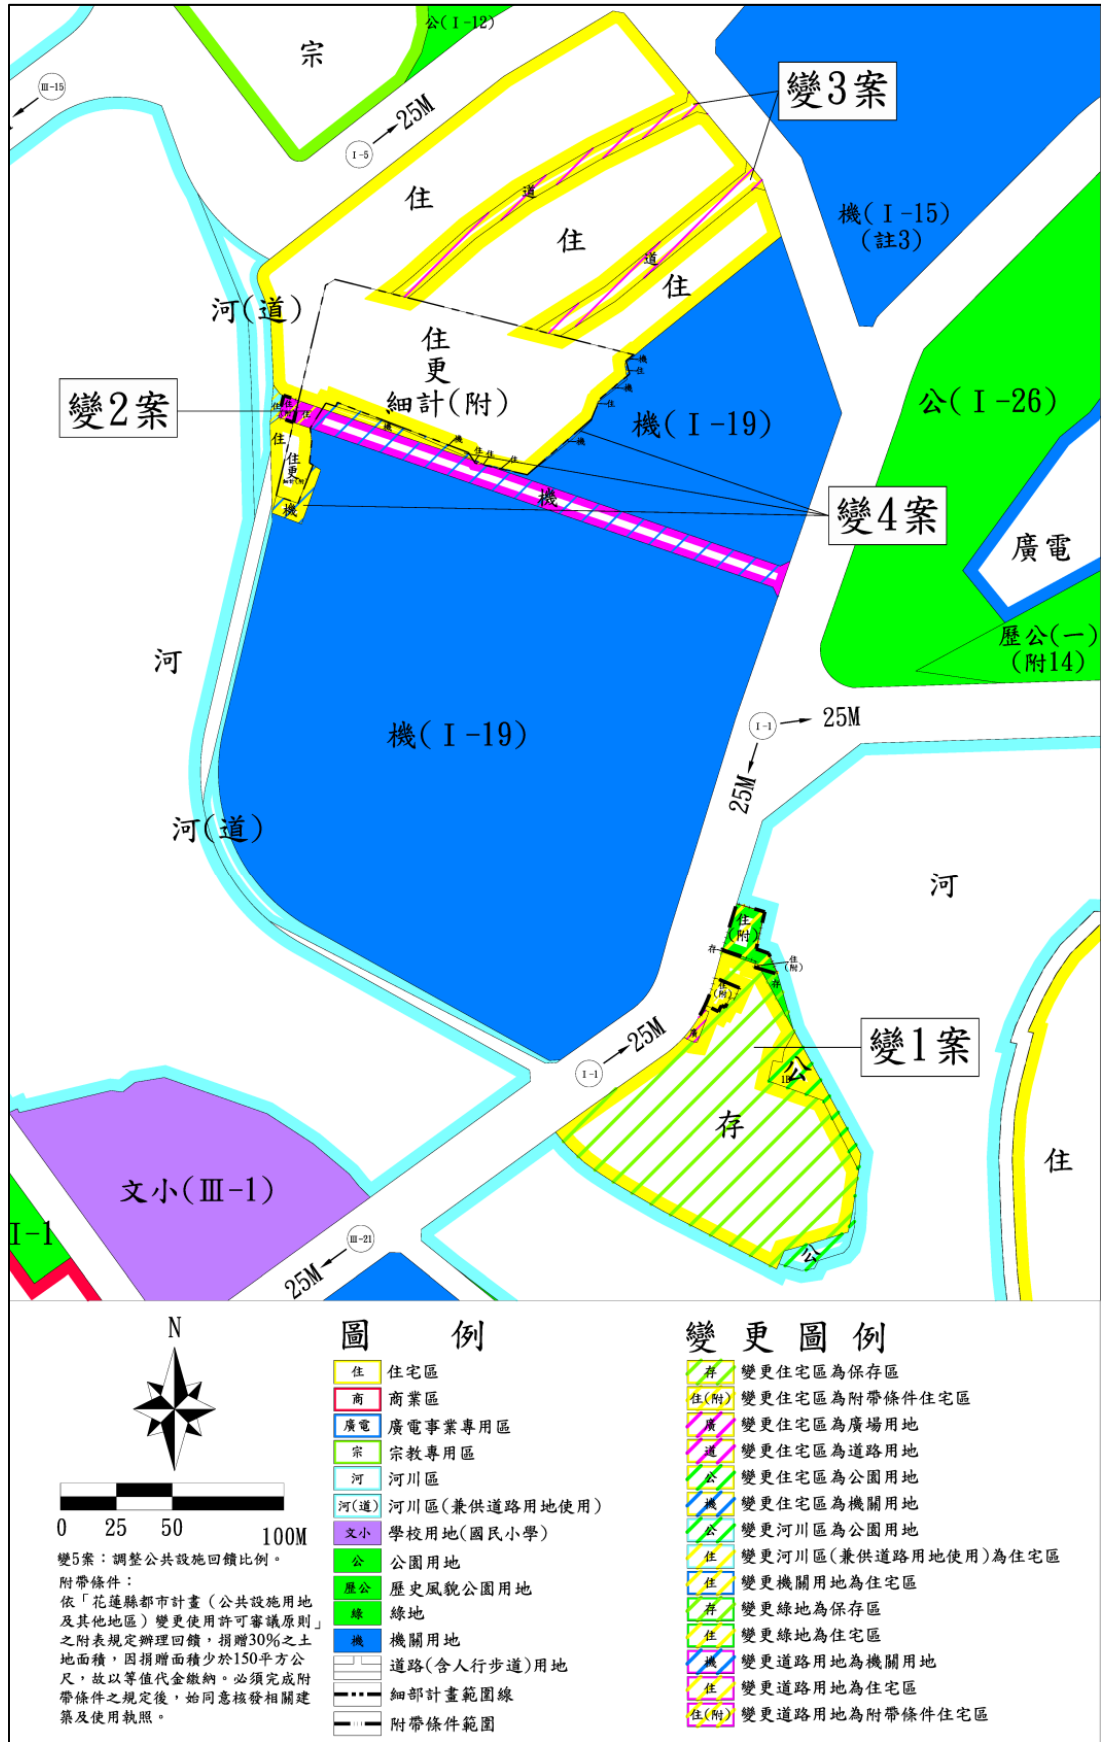 公(I-12)
宗
III-15
25M
I-5
變3案
住
道
機(I-15)
(註3)
住
道
住
河(道)
住
更
細計(附)
機
住
機
住
機
公(I-26)
變2案
住
住
住
機(I-19)
機
機
住
住
住
住
住
更
機
機
變4案
廣電
歷公(一)
(附14)
河
機(I-19)
I-1
25M
25M
河(道)
河
住
(附)
存
住
(附)
存
住
(附)
廣
25M
I-1
變1案
公
存
住
文小(III-1)
I-1
公
III-21
25M
N
0 25 50 100M
變5案：調整公共設施回饋比例。
附帶條件：
依「花蓮縣都市計畫（公共設施用地
及其他地區）變更使用許可審議原則」
之附表規定辦理回饋，捐贈30%之土
地面積，因捐贈面積少於150平方公
尺，故以等值代金繳納。必須完成附
帶條件之規定後，始同意核發相關建
築及使用執照。
圖 例
住 住宅區
商 商業區
廣電 廣電事業專用區
宗 宗教專用區
河 河川區
河(道) 河川區(兼供道路用地使用)
文小 學校用地(國民小學)
公 公園用地
歷公 歷史風貌公園用地
綠 綠地
機 機關用地
道路(含人行步道)用地
細部計畫範圍線
附帶條件範圍
變更圖例
存 變更住宅區為保存區
住(附) 變更住宅區為附帶條件住宅區
廣 變更住宅區為廣場用地
道 變更住宅區為道路用地
公 變更住宅區為公園用地
機 變更住宅區為機關用地
公 變更河川區為公園用地
住 變更河川區(兼供道路用地使用)為住宅區
住 變更機關用地為住宅區
存 變更綠地為保存區
住 變更綠地為住宅區
機 變更道路用地為機關用地
住 變更道路用地為住宅區
住(附) 變更道路用地為附帶條件住宅區